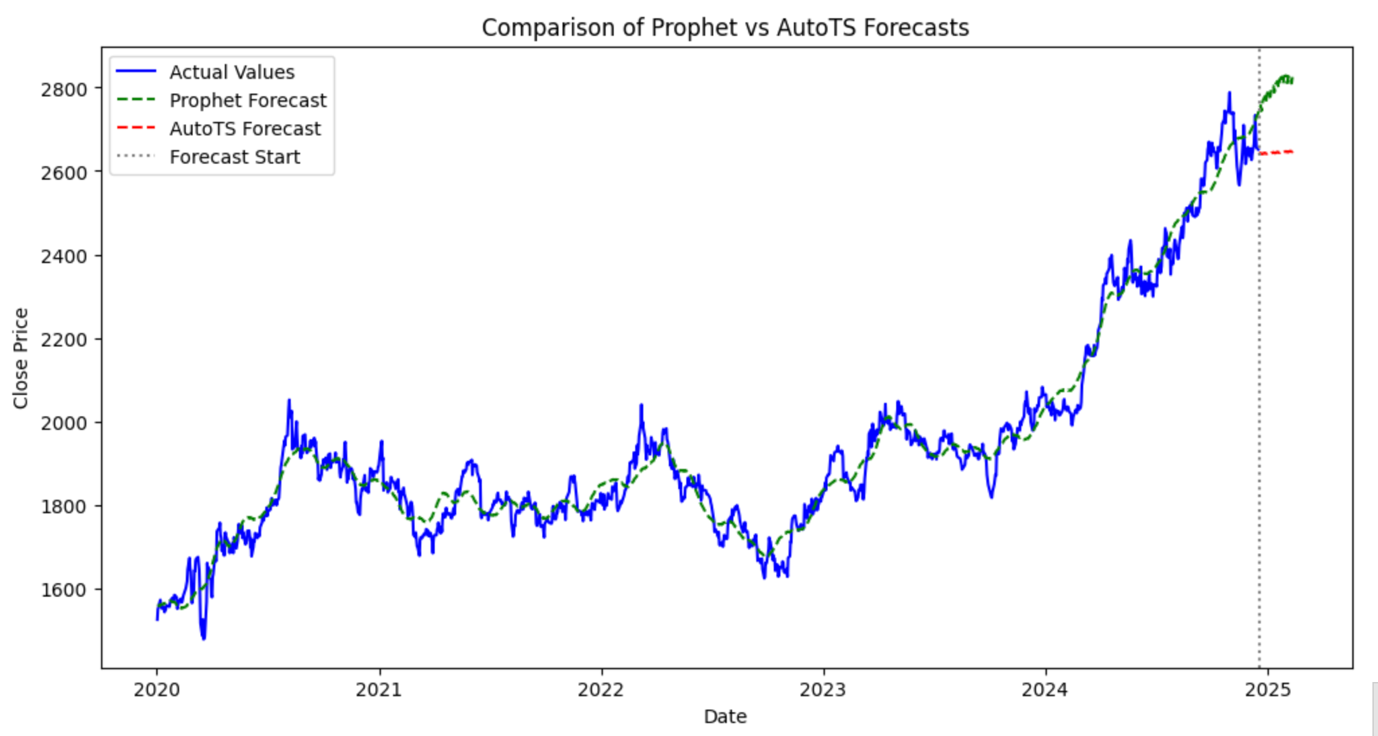 Comparison of Prophet vs AutoTS Forecasts
Actual Values
Prophet Forecast
AutoTS Forecast
Forecast Start
2800
2600
2400
2200
2000
1800
1600
Close Price
2020 2021 2022 2023 2024 2025
Date